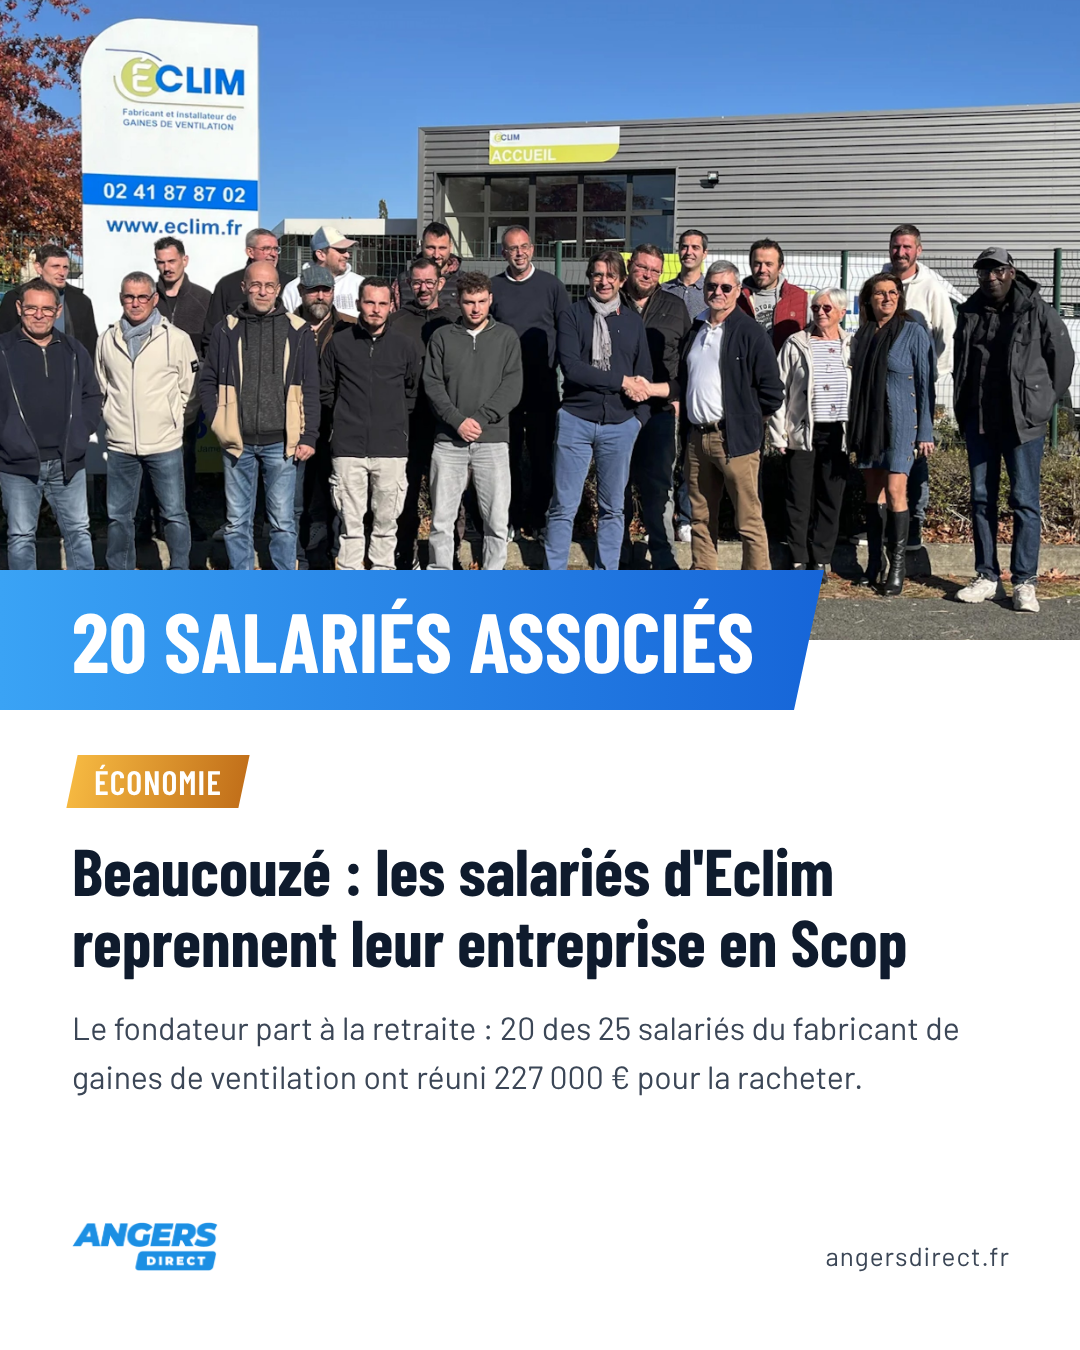 ÉCLIM
Fabricant et installateur de
GAINES DE VENTILATION
02 41 87 87 02
www.eclim.fr
ÉCLIM
ACCUEIL
20 SALARIÉS ASSOCIÉS
ÉCONOMIE
Beaucouzé : les salariés d'Eclim
reprennent leur entreprise en Scop
Le fondateur part à la retraite : 20 des 25 salariés du fabricant de
gaines de ventilation ont réuni 227 000 € pour la racheter.
ANGERS
DIRECT
angersdirect.fr